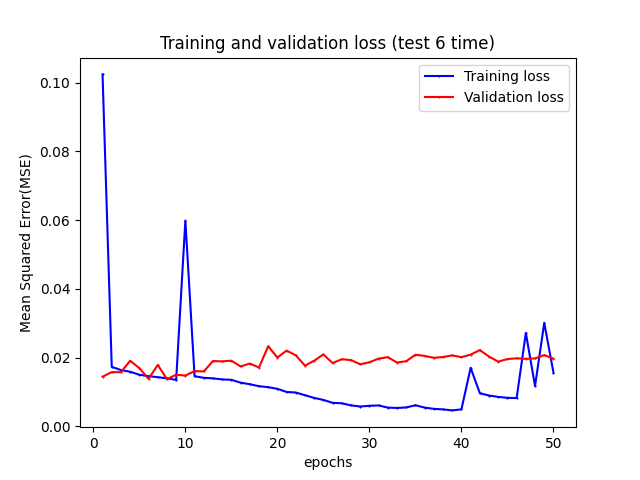 Training and validation loss (test 6 time)
Training loss
Validation loss
Mean Squared Error(MSE)
0.10
0.08
0.06
0.04
0.02
0.00
0
10
20
30
40
50
epochs